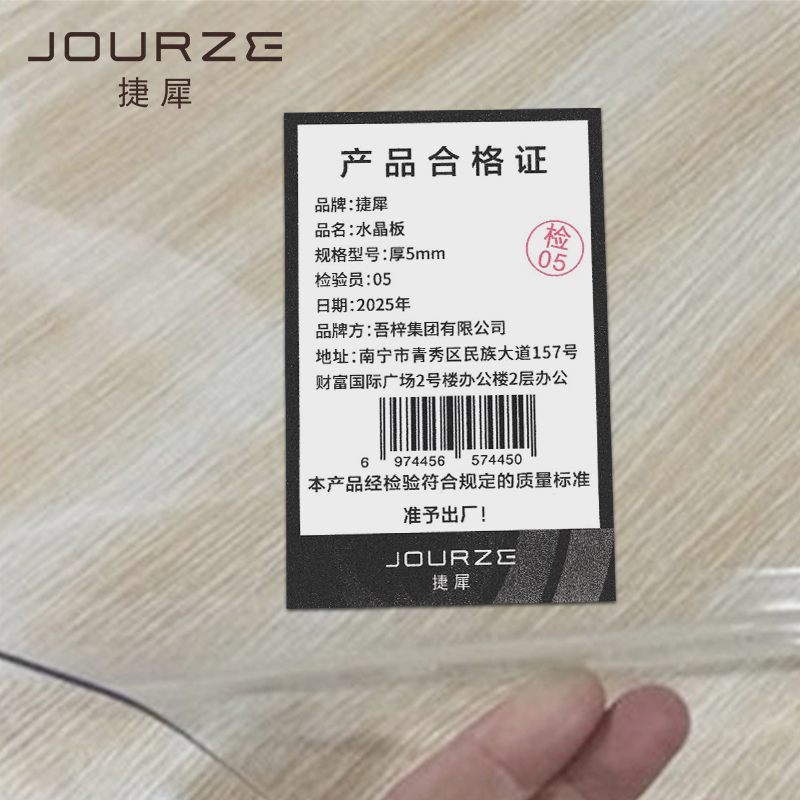 JOURZE
捷犀
产品合格证
品牌:捷犀
品名:水晶板
规格型号:厚5mm
检验员:05
日期:2025年
品牌方:吾梓集团有限公司
地址:南宁市青秀区民族大道157号
财富国际广场2号楼办公楼2层办公
检
05
6 974456 574450
本产品经检验符合规定的质量标准
准予出厂!
JOURZE
捷犀